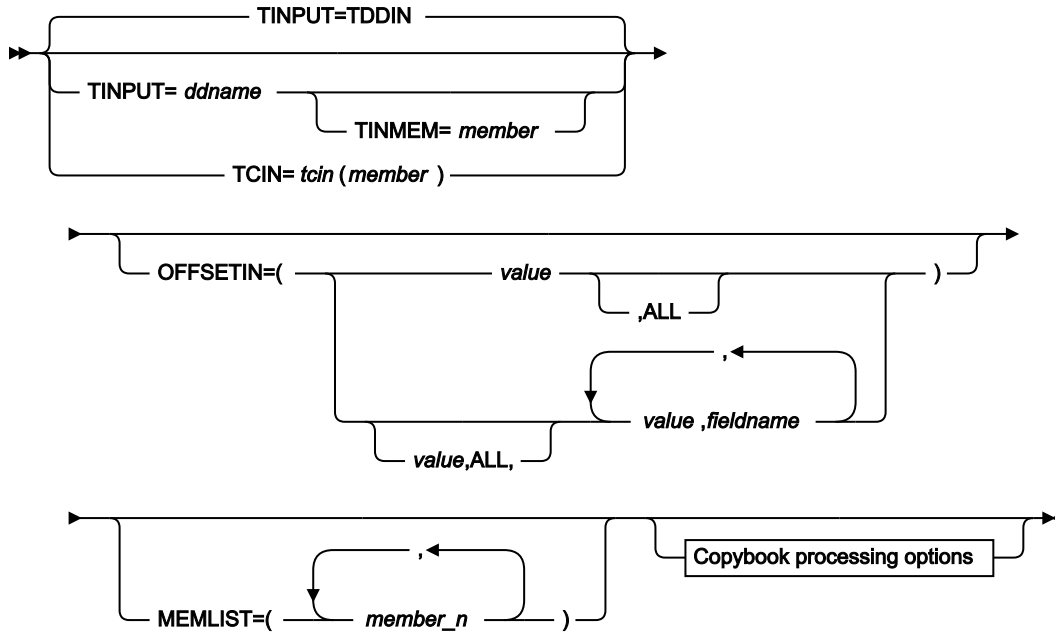 TINPUT=TDDIN
TINPUT= ddname
TINMEM= member
TCIN= tcin ( member )
OFFSETIN=( value )
,ALL
,
value ,fieldname
value,ALL,
Copybook processing options
,
MEMLIST=( member_n )